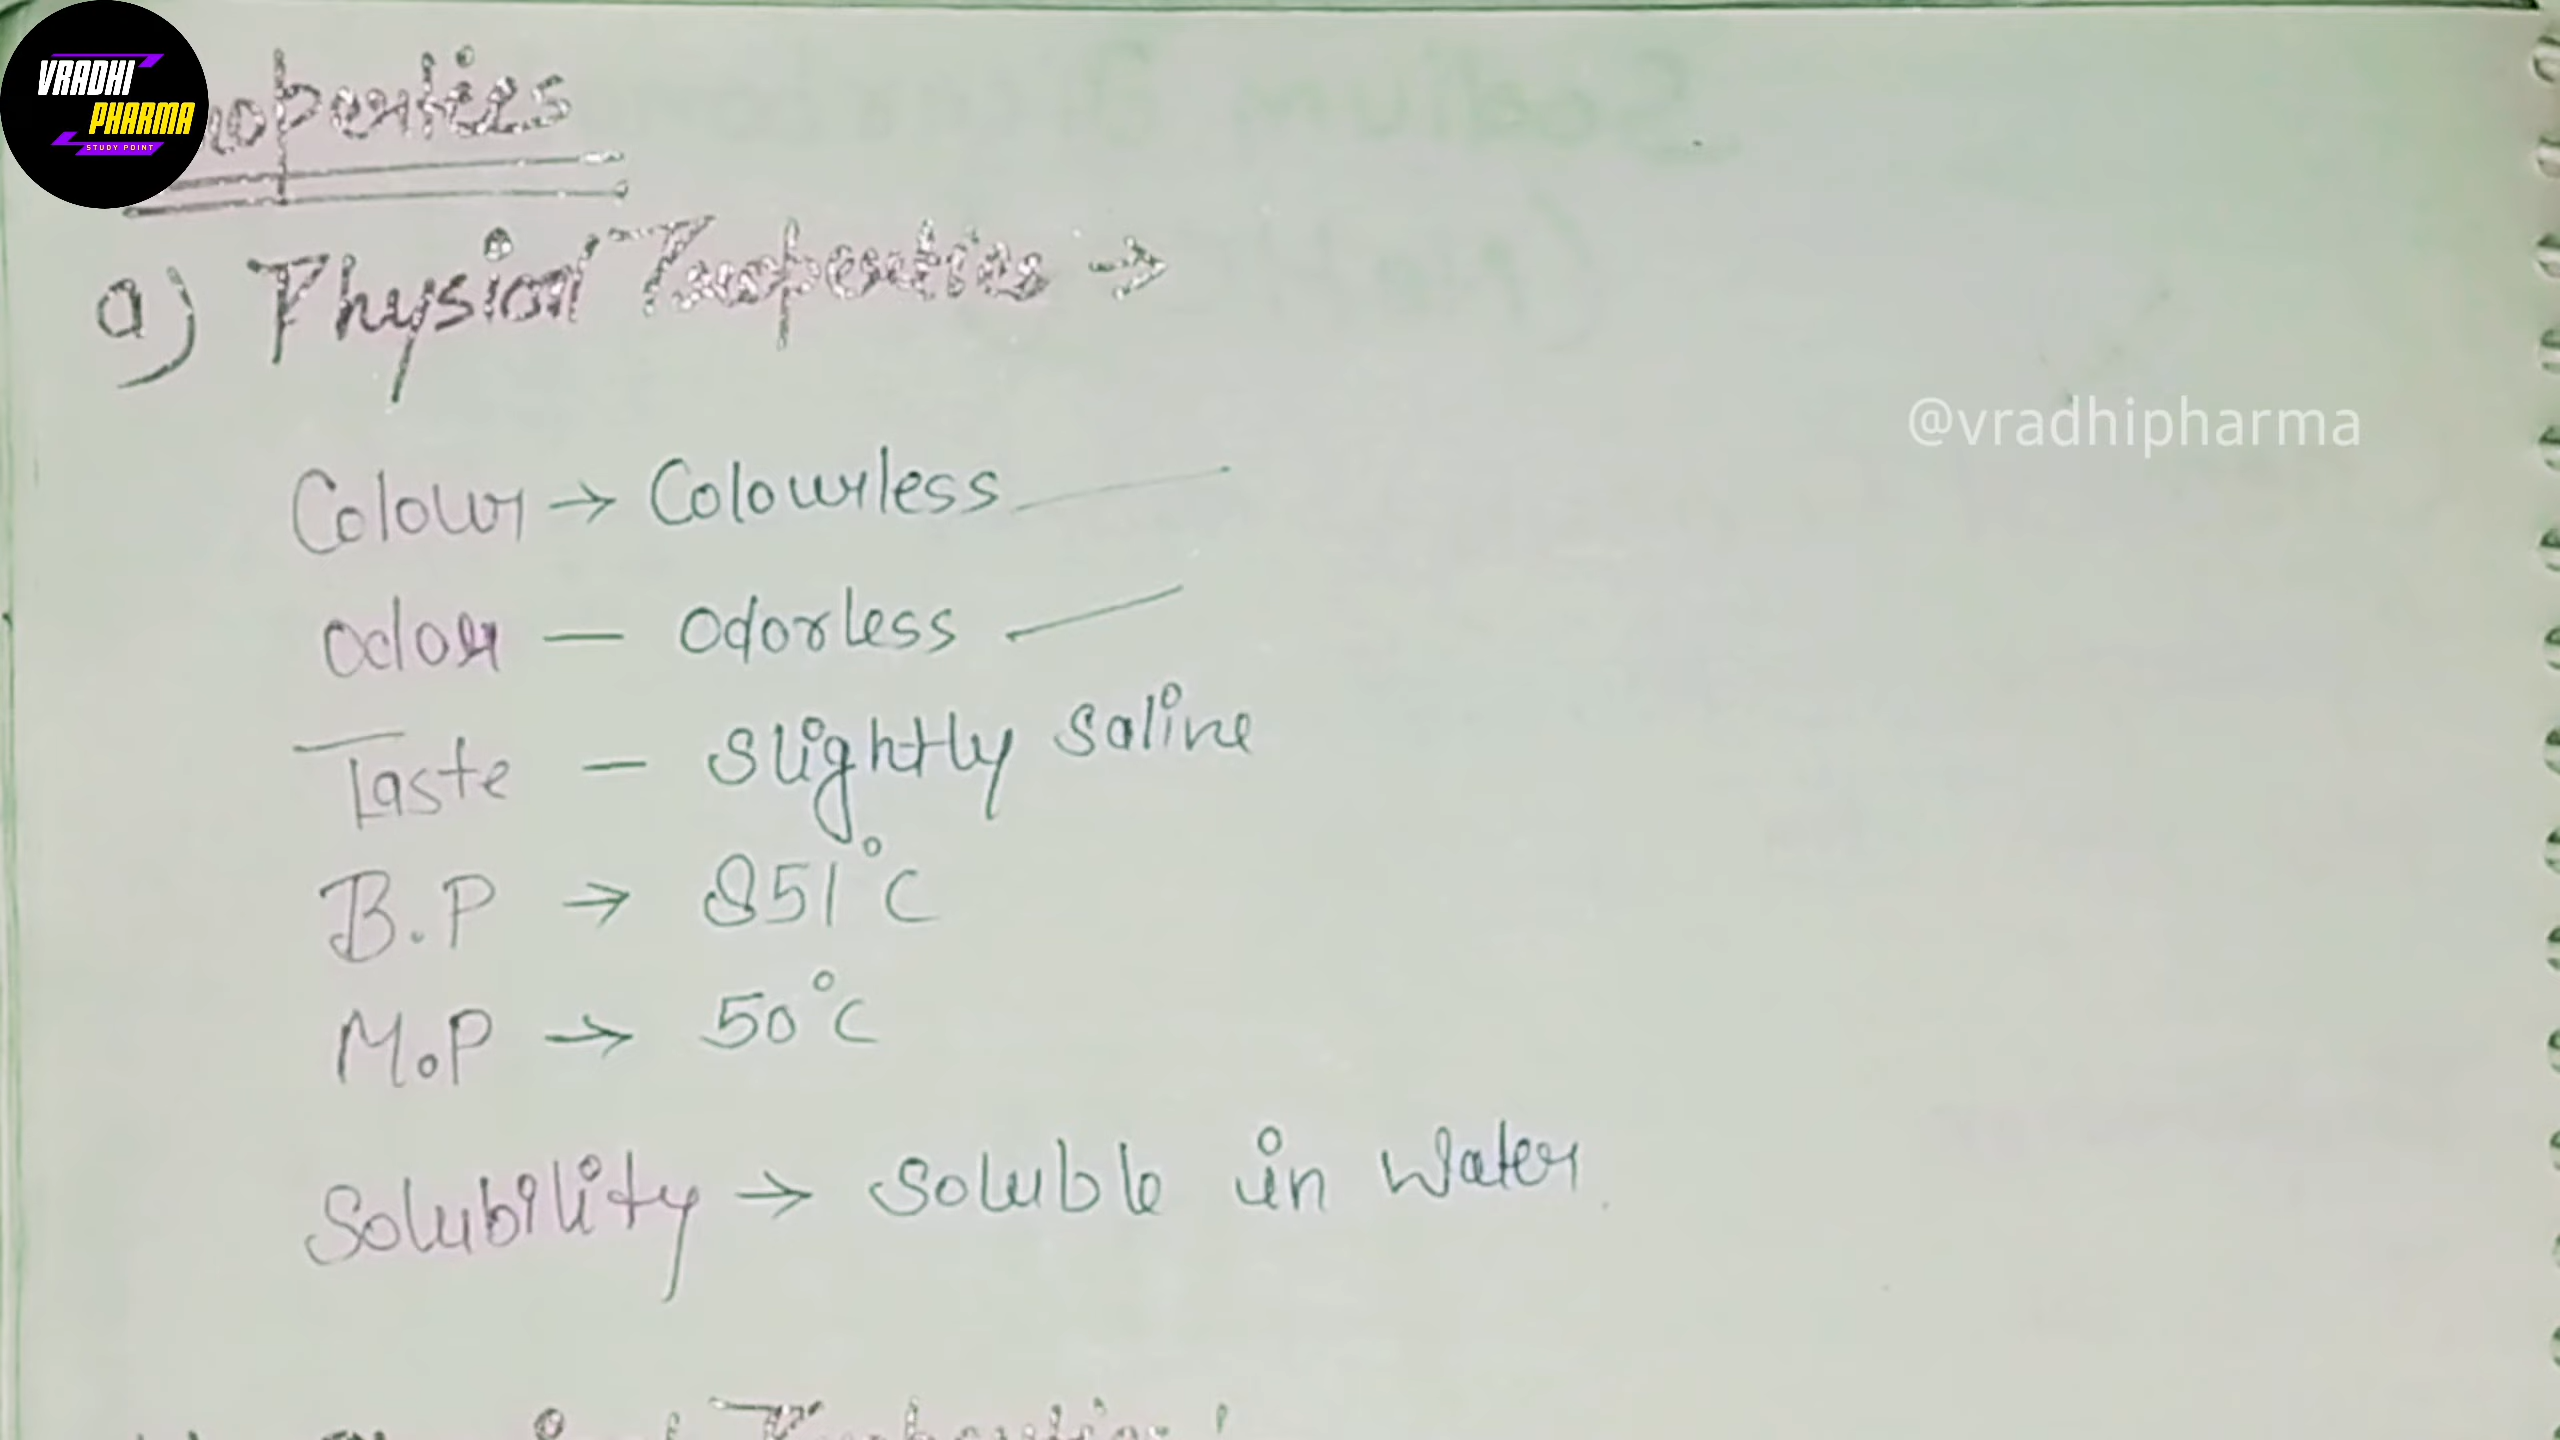 VRADHI
PHARMA
STUDY POINT
Properties
a) Physical Properties →
@vradhipharma
Colour → Colourless
Odor — Odorless
Taste — Slightly saline
B.P → 851°C
M.P → 50°C
Solubility → Soluble in Water.